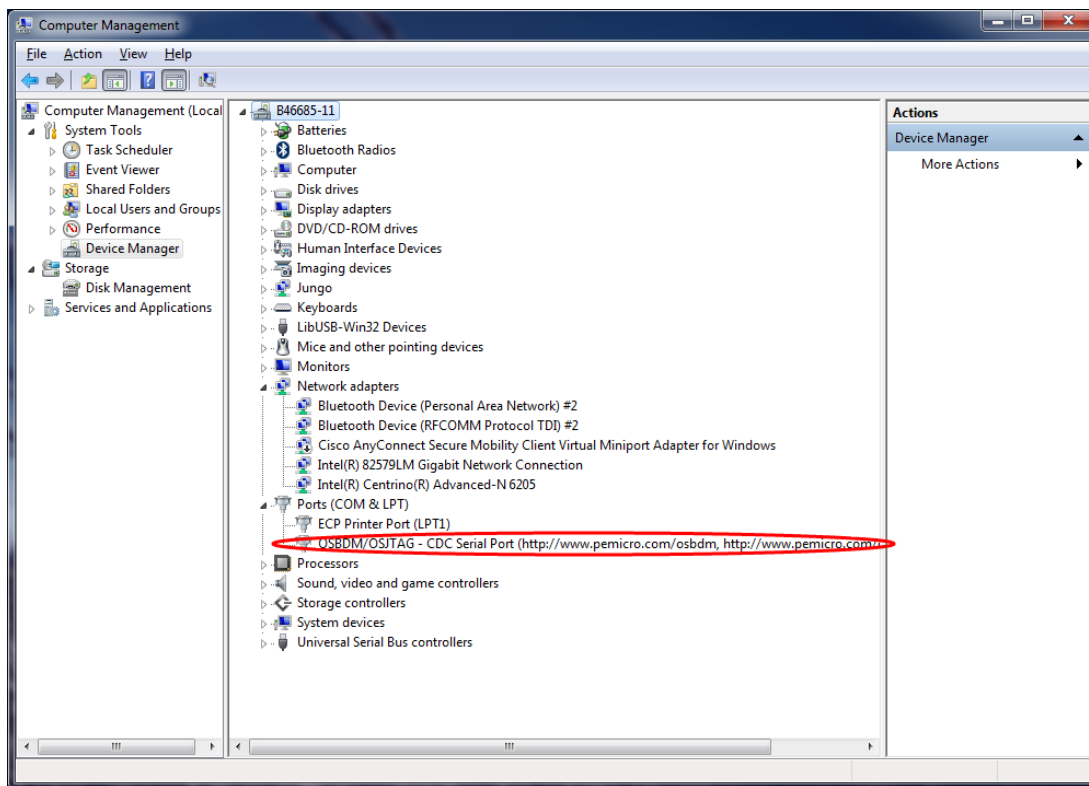 Computer Management
File Action View Help
Computer Management (Local
System Tools
Task Scheduler
Event Viewer
Shared Folders
Local Users and Groups
Performance
Device Manager
Storage
Disk Management
Services and Applications
B46685-11
Batteries
Bluetooth Radios
Computer
Disk drives
Display adapters
DVD/CD-ROM drives
Human Interface Devices
Imaging devices
Jungo
Keyboards
LibUSB-Win32 Devices
Mice and other pointing devices
Monitors
Network adapters
Bluetooth Device (Personal Area Network) #2
Bluetooth Device (RFCOMM Protocol TDI) #2
Cisco AnyConnect Secure Mobility Client Virtual Miniport Adapter for Windows
Intel(R) 82579LM Gigabit Network Connection
Intel(R) Centrino(R) Advanced-N 6205
Ports (COM & LPT)
ECP Printer Port (LPT1)
OSBDM/OSJTAG - CDC Serial Port (http://www.pemicro.com/osbdm, http://www.pemicro.com/
Processors
Sound, video and game controllers
Storage controllers
System devices
Universal Serial Bus controllers
Actions
Device Manager
More Actions